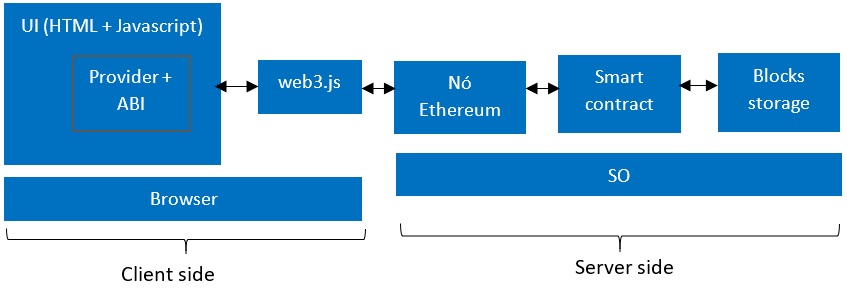 UI (HTML + Javascript)
Provider +
ABI
web3.js
Nó
Ethereum
Smart
contract
Blocks
storage
Browser
SO
Client side
Server side